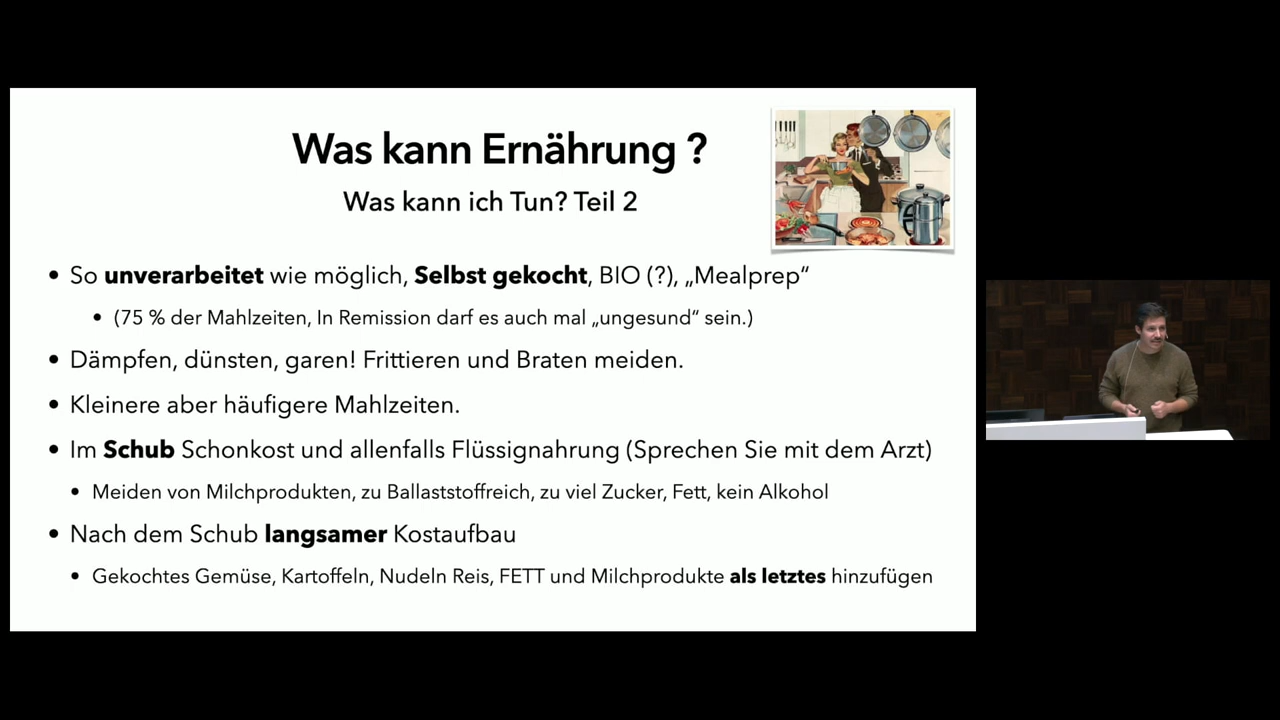 Was kann Ernährung ?
Was kann ich Tun? Teil 2
• So unverarbeitet wie möglich, Selbst gekocht, BIO (?), „Mealprep“
• (75 % der Mahlzeiten, In Remission darf es auch mal „ungesund“ sein.)
• Dämpfen, dünsten, garen! Frittieren und Braten meiden.
• Kleinere aber häufigere Mahlzeiten.
• Im Schub Schonkost und allenfalls Flüssignahrung (Sprechen Sie mit dem Arzt)
• Meiden von Milchprodukten, zu Ballaststoffreich, zu viel Zucker, Fett, kein Alkohol
• Nach dem Schub langsamer Kostaufbau
• Gekochtes Gemüse, Kartoffeln, Nudeln Reis, FETT und Milchprodukte als letztes hinzufügen